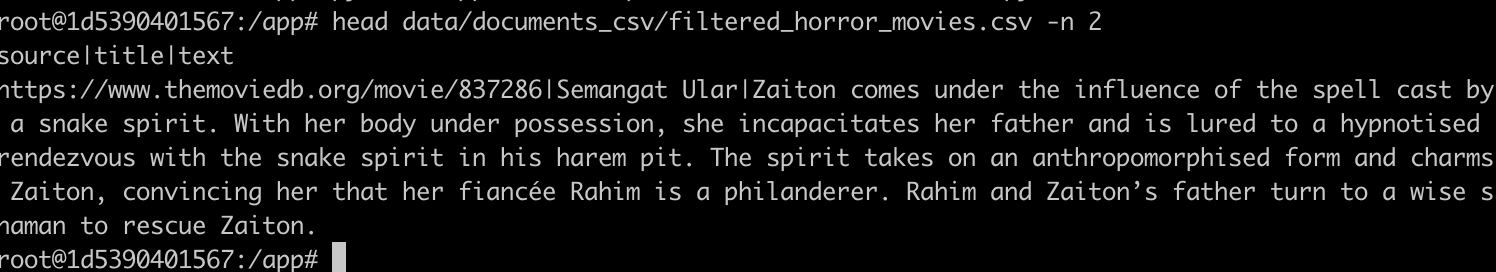 root@1d5390401567:/app# head data/documents_csv/filtered_horror_movies.csv -n 2
source|title|text
https://www.themoviedb.org/movie/837286|Semangat Ular|Zaiton comes under the influence of the spell cast by
 a snake spirit. With her body under possession, she incapacitates her father and is lured to a hypnotised 
rendezvous with the snake spirit in his harem pit. The spirit takes on an anthropomorphised form and charms
 Zaiton, convincing her that her fiancée Rahim is a philanderer. Rahim and Zaiton’s father turn to a wise s
haman to rescue Zaiton.
root@1d5390401567:/app#